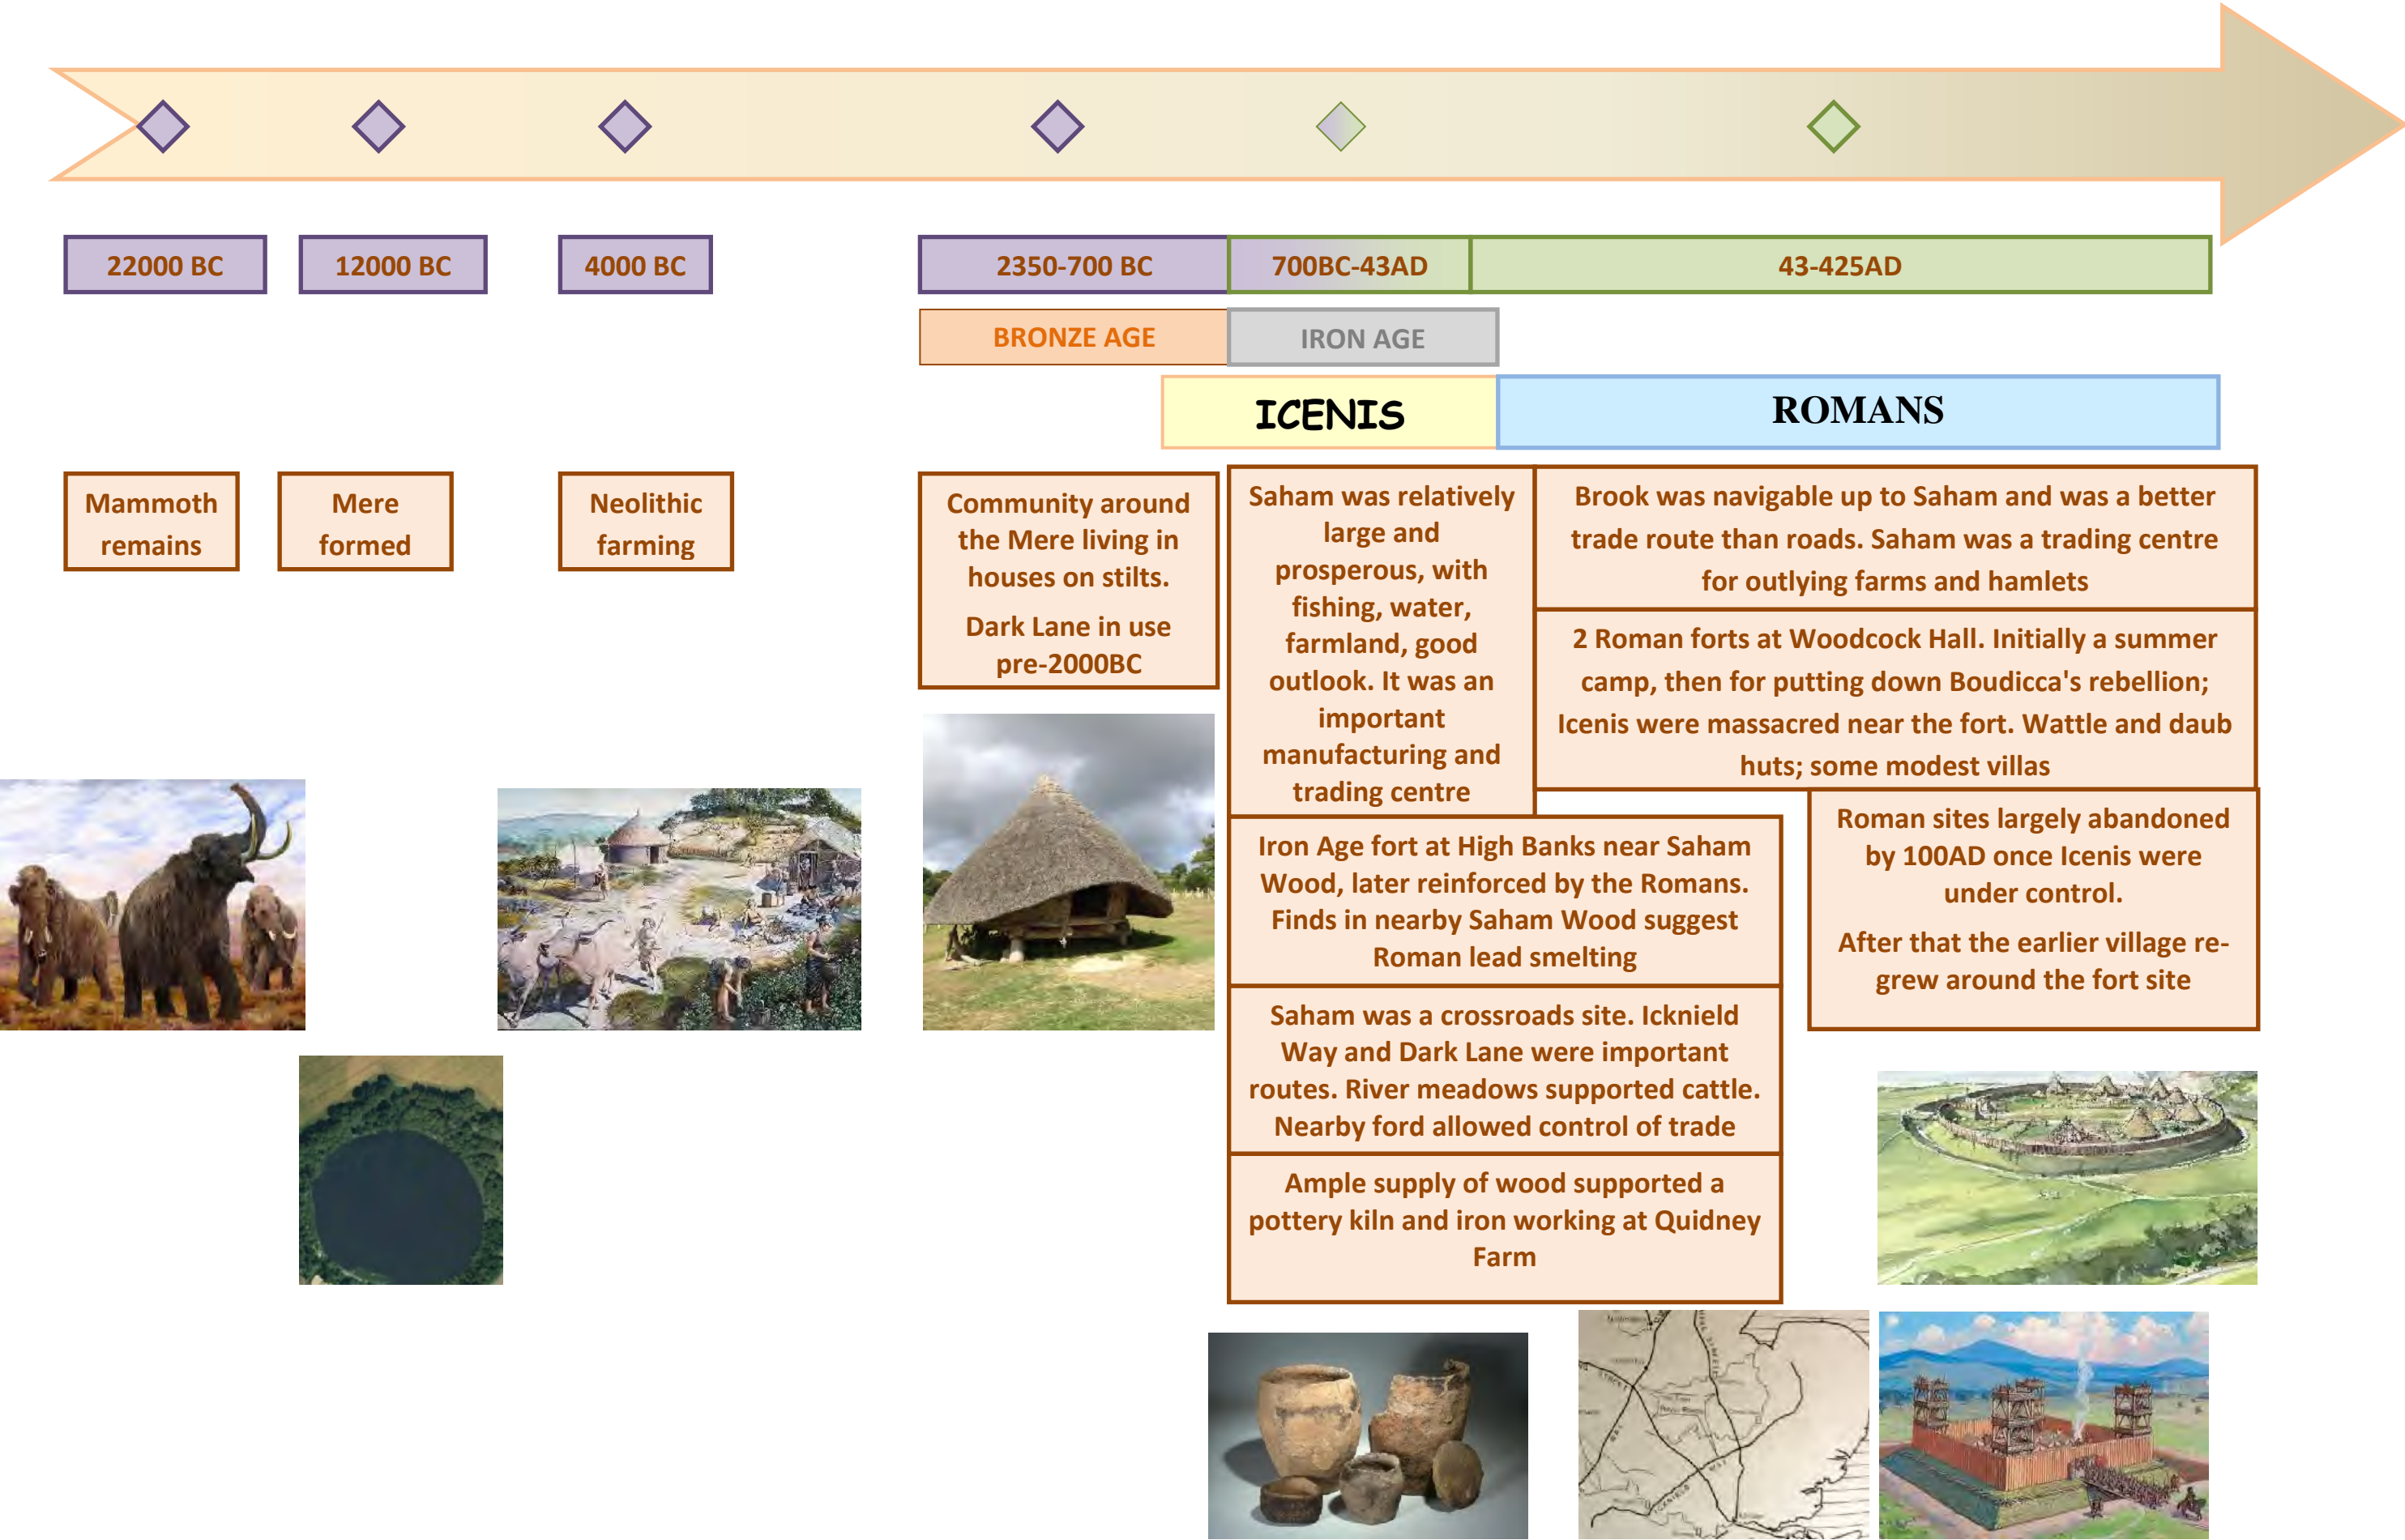 22000 BC
12000 BC
4000 BC
2350-700 BC
700BC-43AD
43-425AD
BRONZE AGE
IRON AGE
ICENIS
ROMANS
Mammoth
remains
Mere
formed
Neolithic
farming
Community around
the Mere living in
houses on stilts.
Dark Lane in use
pre-2000BC
Saham was relatively
large and
prosperous, with
fishing, water,
farmland, good
outlook. It was an
important
manufacturing and
trading centre
Brook was navigable up to Saham and was a better
trade route than roads. Saham was a trading centre
for outlying farms and hamlets
2 Roman forts at Woodcock Hall. Initially a summer
camp, then for putting down Boudicca's rebellion;
Icenis were massacred near the fort. Wattle and daub
huts; some modest villas
Iron Age fort at High Banks near Saham
Wood, later reinforced by the Romans.
Finds in nearby Saham Wood suggest
Roman lead smelting
Roman sites largely abandoned
by 100AD once Icenis were
under control.
After that the earlier village re-
grew around the fort site
Saham was a crossroads site. Icknield
Way and Dark Lane were important
routes. River meadows supported cattle.
Nearby ford allowed control of trade
Ample supply of wood supported a
pottery kiln and iron working at Quidney
Farm
ICKNIELD WAY